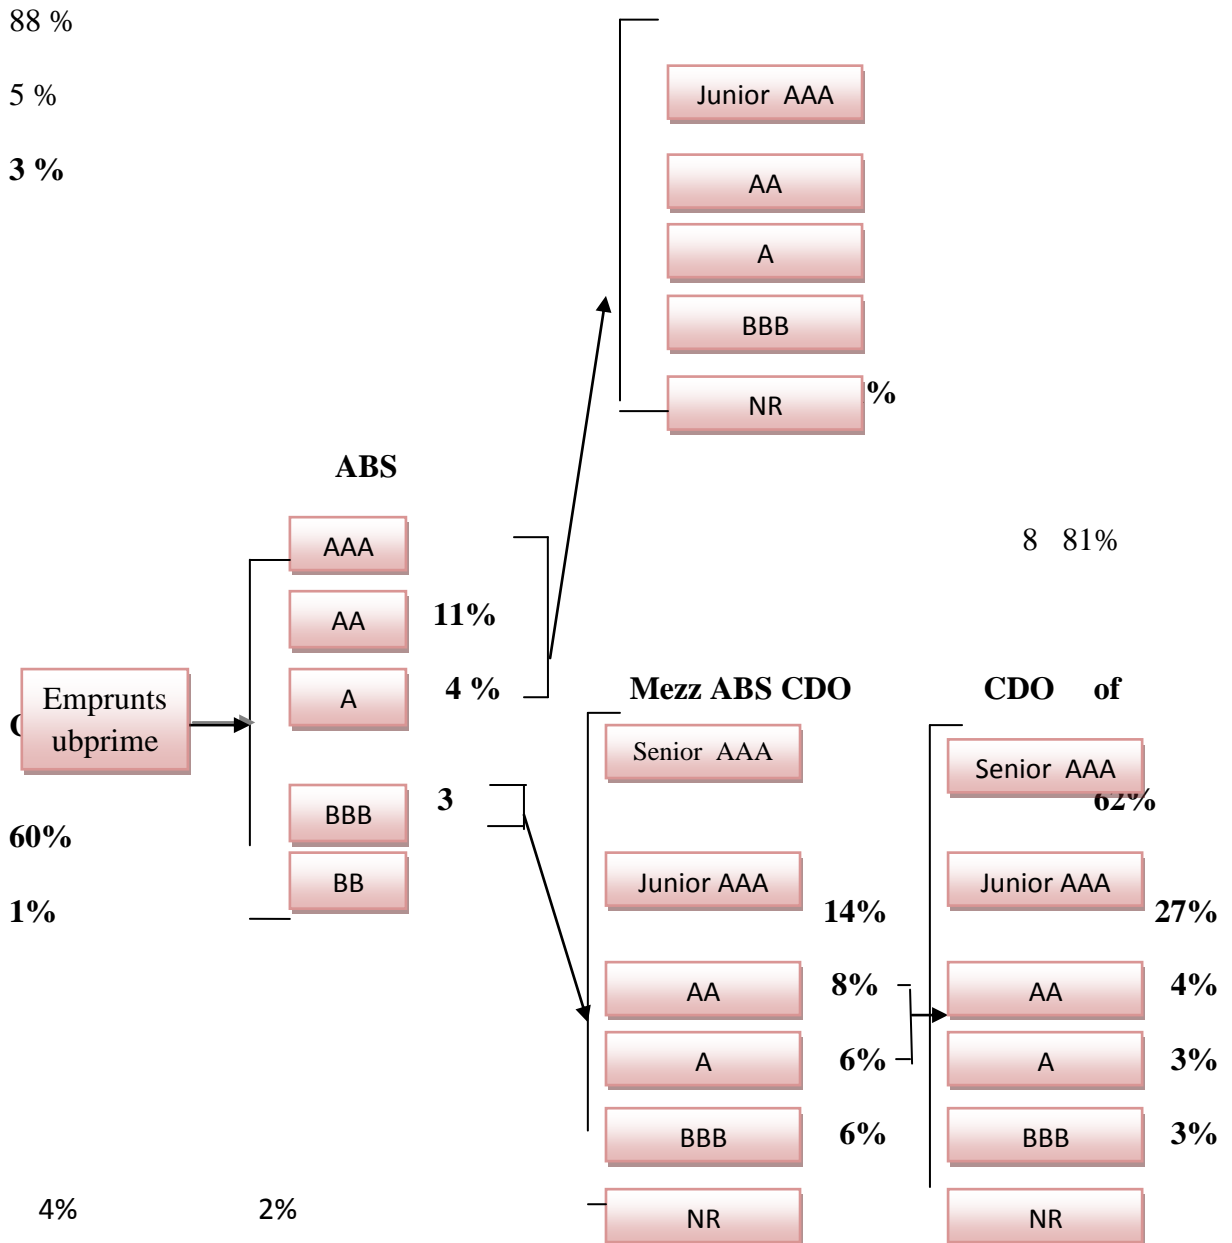 88 %
5 %
Junior AAA
3 %
AA
A
BBB
NR
%
ABS
AAA
8 81%
AA 11%
A 4 %
Mezz ABS CDO
CDO of
Emprunts
ubprime
Senior AAA
Senior AAA
62%
BBB 3
60%
BB
Junior AAA
14%
Junior AAA
27%
1%
AA 8%
AA 4%
A 6%
A 3%
BBB 6%
BBB 3%
4% 2%
NR
NR